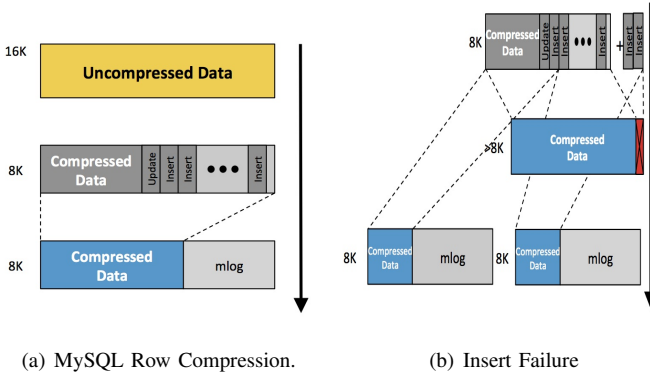 16K
Uncompressed Data
8K
Compressed
Data
Update
Insert
Insert
•••
Insert
8K
Compressed
Data
mlog
(a) MySQL Row Compression.
8K
Compressed
Data
Update
Insert
Insert
•••
Insert
+
Insert
Insert
>8K
Compressed
Data
8K
Compressed
Data
mlog
8K
Compressed
Data
mlog
(b) Insert Failure